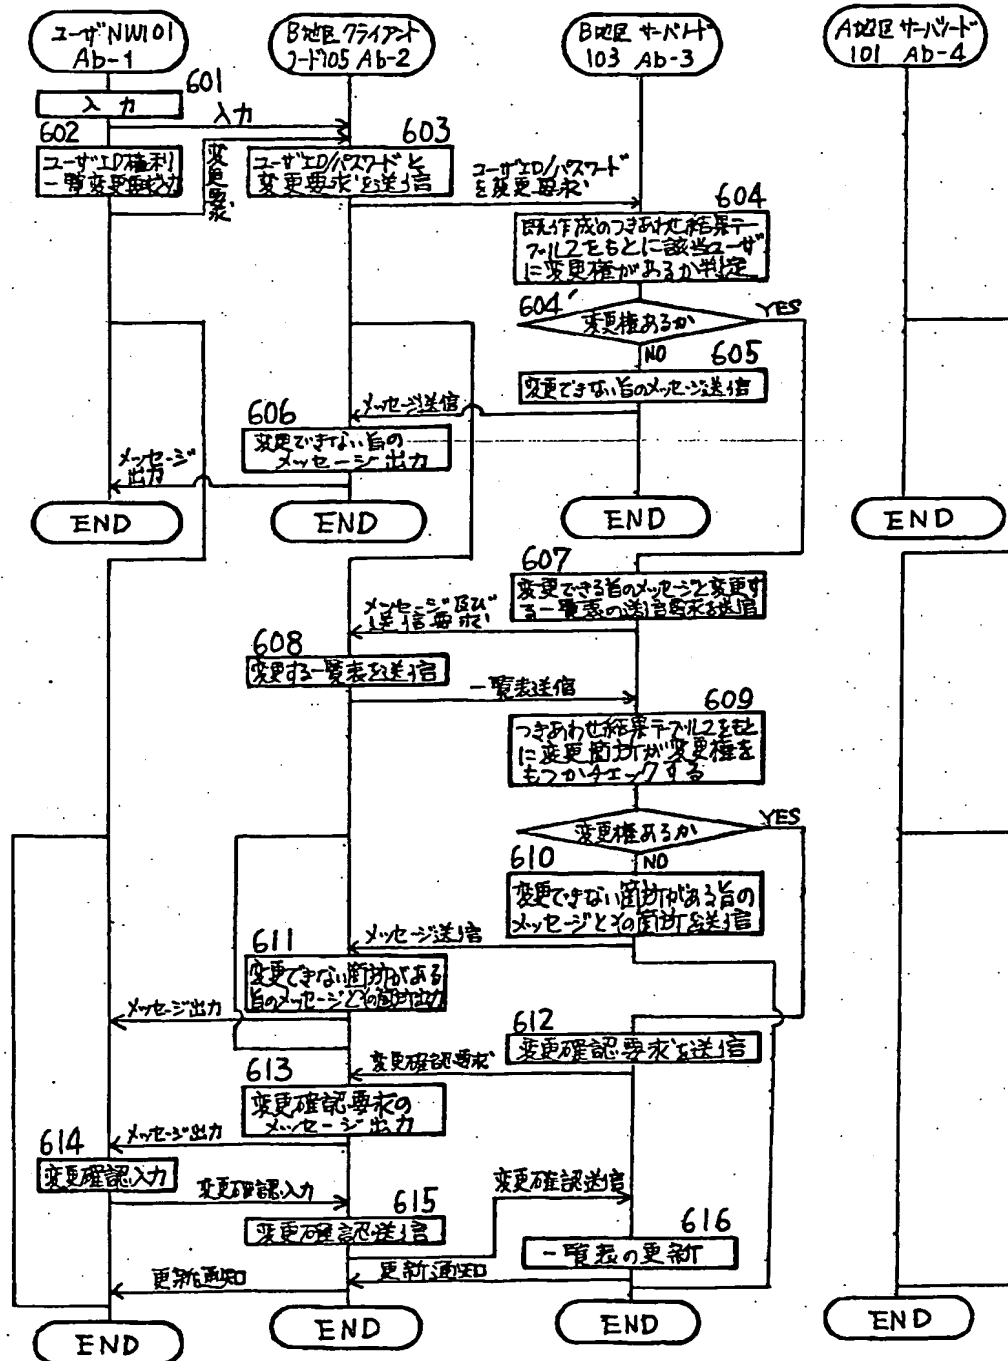 ユーザNW101
Ab-1
B地区クライアント
ノード105 Ab-2
B地区 サーバノード
103 Ab-3
A地区 サーバノード
101 Ab-4
601
入力
入力
602
ユーザID権利
一覧変更要求入力
変更要求
603
ユーザID/パスワードと
変更要求を送信
ユーザID/パスワード
を変更要求
604
既作成のつきあわせ結果テー
ブル2をもとに該当ユーザ
に変更権があるか判定
604'
変更権あるか
YES
NO
605
変更できない旨のメッセージ送信
メッセージ送信
606
変更できない旨の
メッセージ出力
メッセージ
出力
END
END
END
END
607
変更できる旨のメッセージと変更す
る一覧表の送信要求を送信
メッセージ及び
送信要求
608
変更する一覧表を送信
一覧表送信
609
つきあわせ結果テーブル2をもと
に変更箇所が変更権を
もつかチェックする
変更権あるか
YES
NO
610
変更できない箇所がある旨の
メッセージとその箇所を送信
メッセージ送信
611
変更できない箇所がある
旨のメッセージとその箇所出力
メッセージ出力
612
変更確認要求を送信
変更確認要求
613
変更確認要求の
メッセージ出力
メッセージ出力
614
変更確認入力
変更確認入力
615
変更確認送信
変更確認送信
616
一覧表の更新
更新通知
更新通知
END
END
END
END